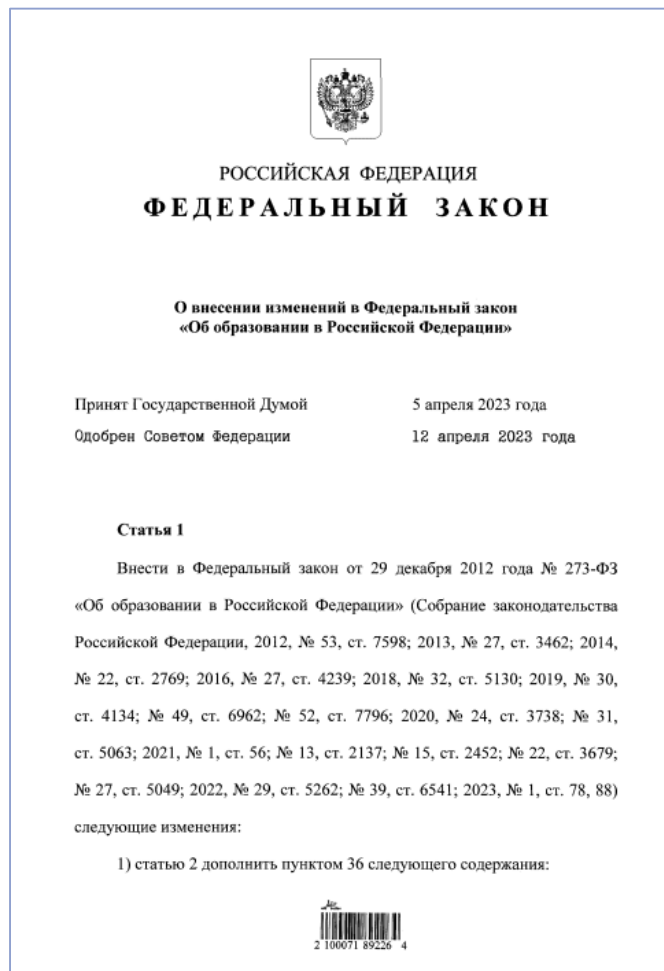 РОССИЙСКАЯ ФЕДЕРАЦИЯ
ФЕДЕРАЛЬНЫЙ ЗАКОН
О внесении изменений в Федеральный закон
«Об образовании в Российской Федерации»
Принят Государственной Думой 5 апреля 2023 года
Одобрен Советом Федерации 12 апреля 2023 года
Статья 1
Внести в Федеральный закон от 29 декабря 2012 года № 273-ФЗ
«Об образовании в Российской Федерации» (Собрание законодательства
Российской Федерации, 2012, № 53, ст. 7598; 2013, № 27, ст. 3462; 2014,
№ 22, ст. 2769; 2016, № 27, ст. 4239; 2018, № 32, ст. 5130; 2019, № 30,
ст. 4134; № 49, ст. 6962; № 52, ст. 7796; 2020, № 24, ст. 3738; № 31,
ст. 5063; 2021, № 1, ст. 56; № 13, ст. 2137; № 15, ст. 2452; № 22, ст. 3679;
№ 27, ст. 5049; 2022, № 29, ст. 5262; № 39, ст. 6541; 2023, № 1, ст. 78, 88)
следующие изменения:
1) статью 2 дополнить пунктом 36 следующего содержания:
2 100071 89226 4